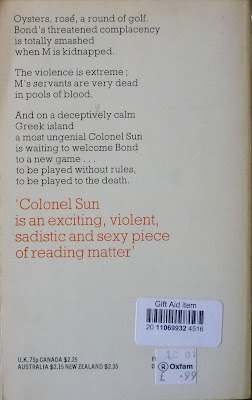 Oysters, rosé, a round of golf.
Bond's threatened complacency
is totally smashed
when M is kidnapped.
The violence is extreme;
M's servants are very dead
in pools of blood.
And on a deceptively calm
Greek island
a most ungenial Colonel Sun
is waiting to welcome Bond
to a new game . . .
to be played without rules,
to be played to the death.
'Colonel Sun
is an exciting, violent,
sadistic and sexy piece
of reading matter'
Gift Aid item
20 11069932 4516
Oxfam
£ -99
U.K. 75p CANADA $2.25
AUSTRALIA $2.15 NEW ZEALAND $2.35